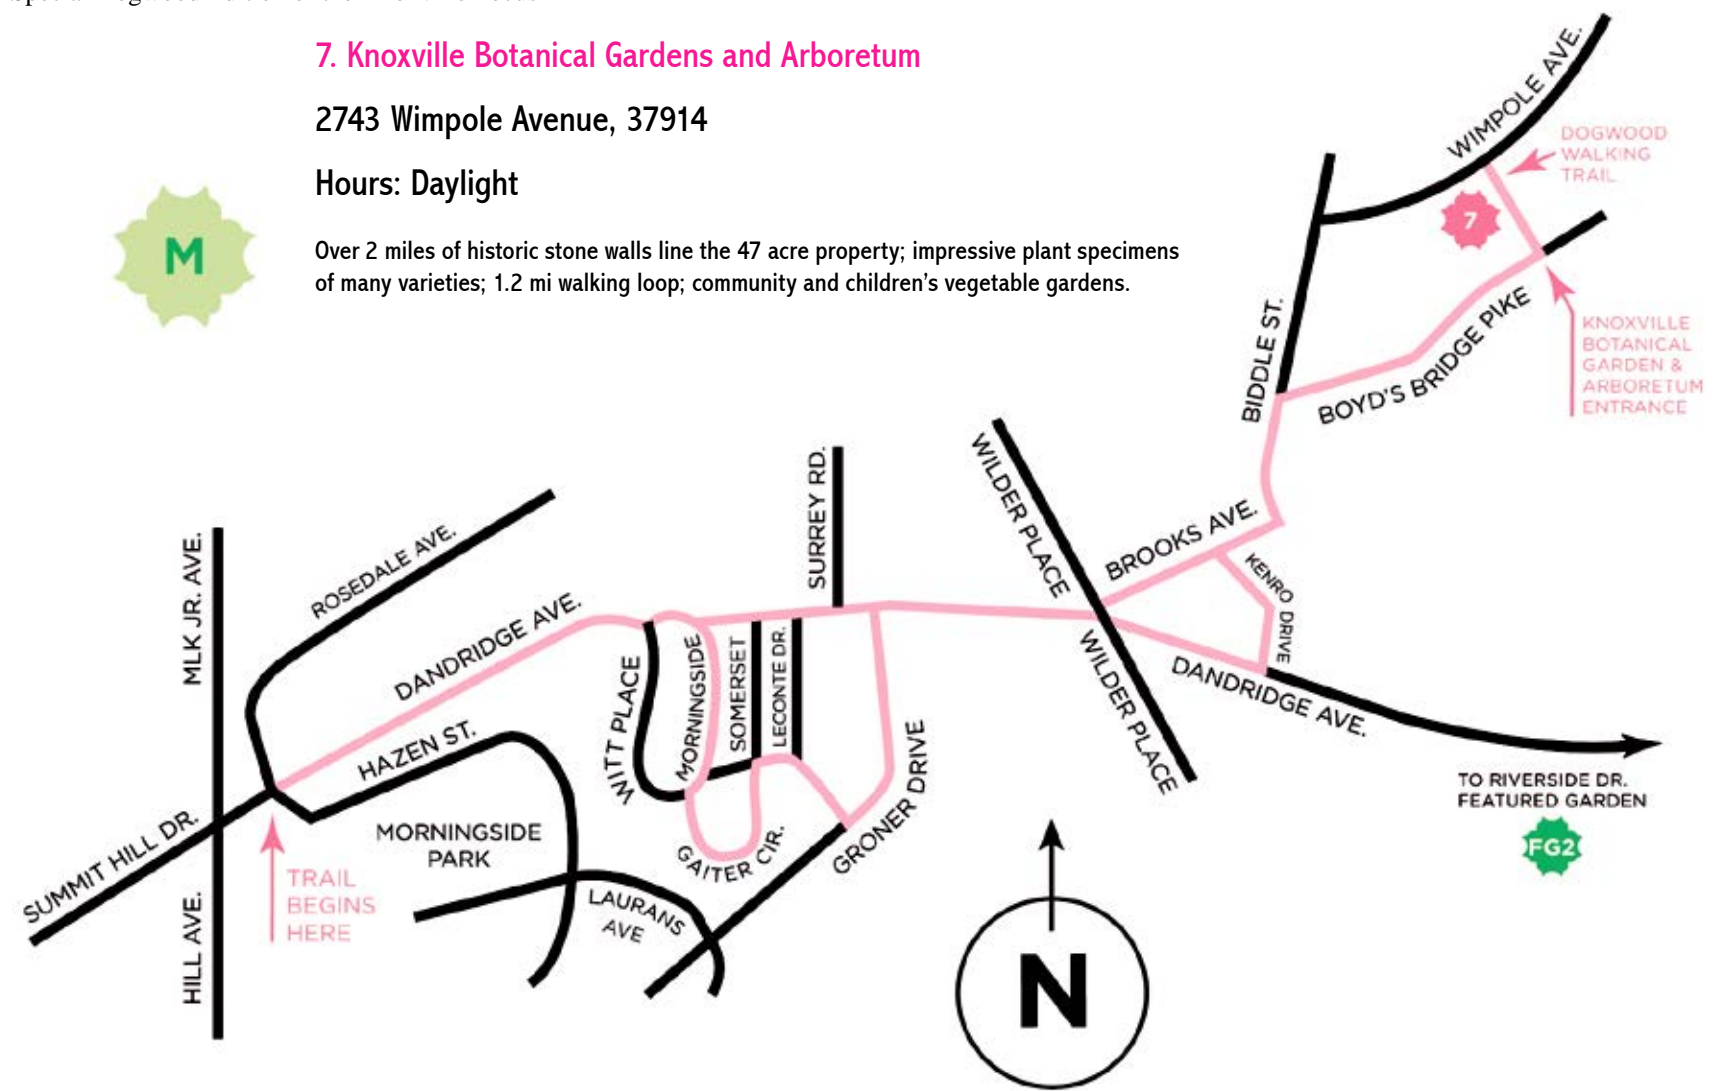 7. Knoxville Botanical Gardens and Arboretum
2743 Wimpole Avenue, 37914
Hours: Daylight
M
Over 2 miles of historic stone walls line the 47 acre property; impressive plant specimens
of many varieties; 1.2 mi walking loop; community and children’s vegetable gardens.
WIMPOLE AVE.
DOGWOOD
WALKING
TRAIL
7
BIDDLE ST.
BOYD'S BRIDGE PIKE
KNOXVILLE
BOTANICAL
GARDEN &
ARBORETUM
ENTRANCE
SURREY RD.
WILDER PLACE
BROOKS AVE.
KENRO DRIVE
MLK JR. AVE.
ROSEDALE AVE.
DANDRIDGE AVE.
WITT PLACE
MORNINGSIDE
SOMERSET
LECONTE DR.
WILDER PLACE
DANDRIDGE AVE.
HAZEN ST.
GRONER DRIVE
TO RIVERSIDE DR.
FEATURED GARDEN
FG2
SUMMIT HILL DR.
MORNINGSIDE
PARK
GAITER CIR.
TRAIL
BEGINS
HERE
HILL AVE.
LAURANS
AVE
N